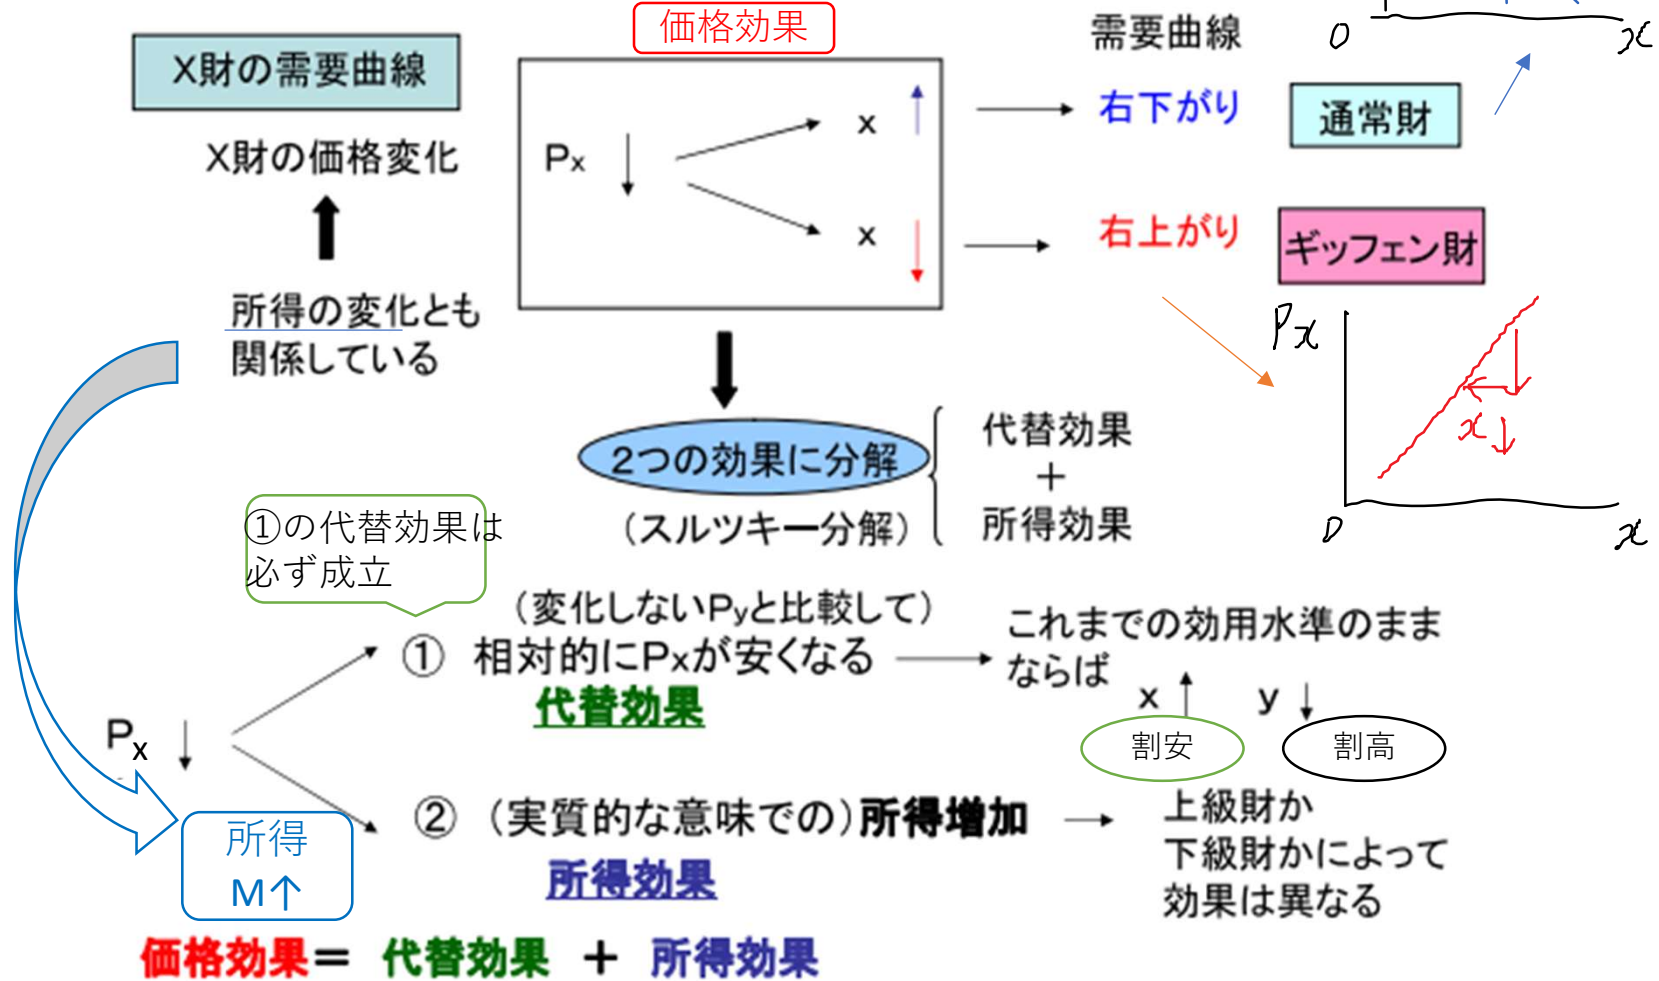 価格効果
需要曲線
O
x
X財の需要曲線
X財の価格変化
Px ↓
x ↑
→ 右下がり
通常財
x ↓
→ 右上がり
ギッフェン財
所得の変化とも
関係している
Px
x↓
O
x
2つの効果に分解
(スルツキー分解)
代替効果
+
所得効果
①の代替効果は
必ず成立
(変化しないPyと比較して)
① 相対的にPxが安くなる
代替効果
これまでの効用水準のまま
ならば
x ↑ y ↓
割安
割高
Px ↓
② (実質的な意味での)所得増加
所得効果
上級財か
下級財かによって
効果は異なる
所得
M↑
価格効果= 代替効果 + 所得効果